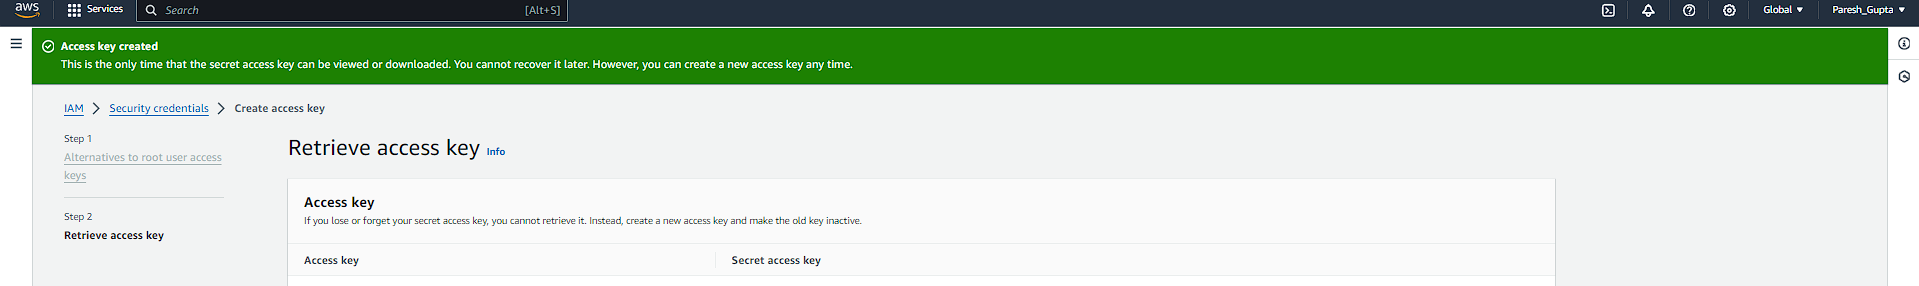 aws
Services
Search
[Alt+S]
Global
Paresh_Gupta
Access key created
This is the only time that the secret access key can be viewed or downloaded. You cannot recover it later. However, you can create a new access key any time.
IAM > Security credentials > Create access key
Step 1
Alternatives to root user access
keys
Step 2
Retrieve access key
Retrieve access key Info
Access key
If you lose or forget your secret access key, you cannot retrieve it. Instead, create a new access key and make the old key inactive.
Access key
Secret access key